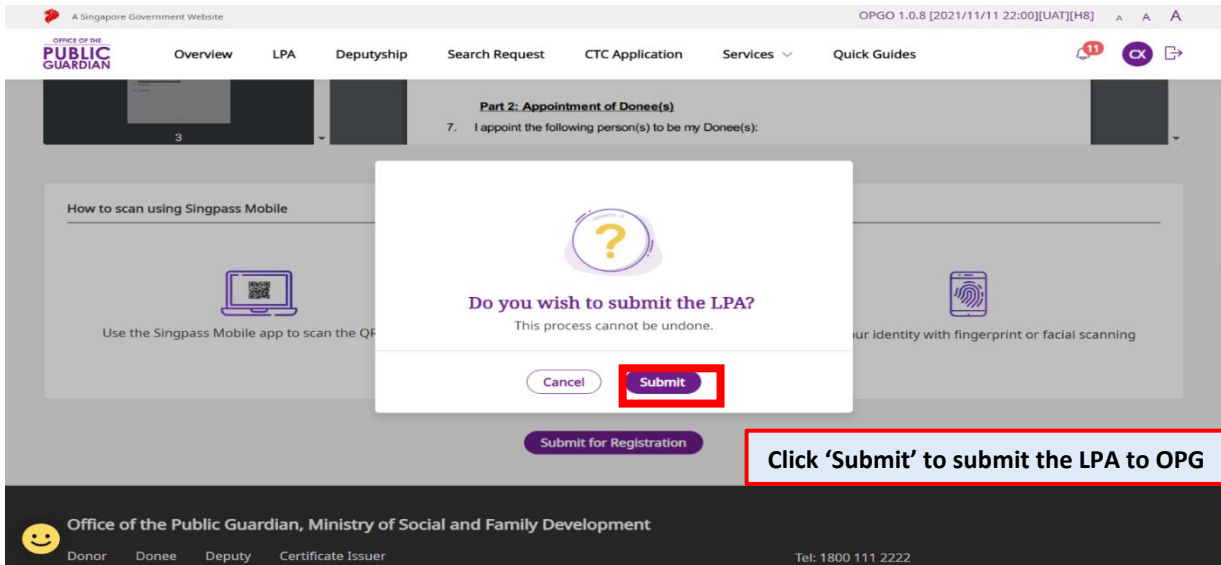 A Singapore Government Website
OPGO 1.0.8 [2021/11/11 22:00][UAT][H8] A A A
OFFICE OF THE
PUBLIC
GUARDIAN
Overview LPA Deputyship Search Request CTC Application Services Quick Guides
11
CX
3
Part 2: Appointment of Donee(s)
7. I appoint the following person(s) to be my Donee(s):
How to scan using Singpass Mobile
?
Do you wish to submit the LPA?
This process cannot be undone.
Use the Singpass Mobile app to scan the QR
ur identity with fingerprint or facial scanning
Cancel Submit
Submit for Registration
Click ‘Submit’ to submit the LPA to OPG
Office of the Public Guardian, Ministry of Social and Family Development
Donor Donee Deputy Certificate Issuer
Tel: 1800 111 2222